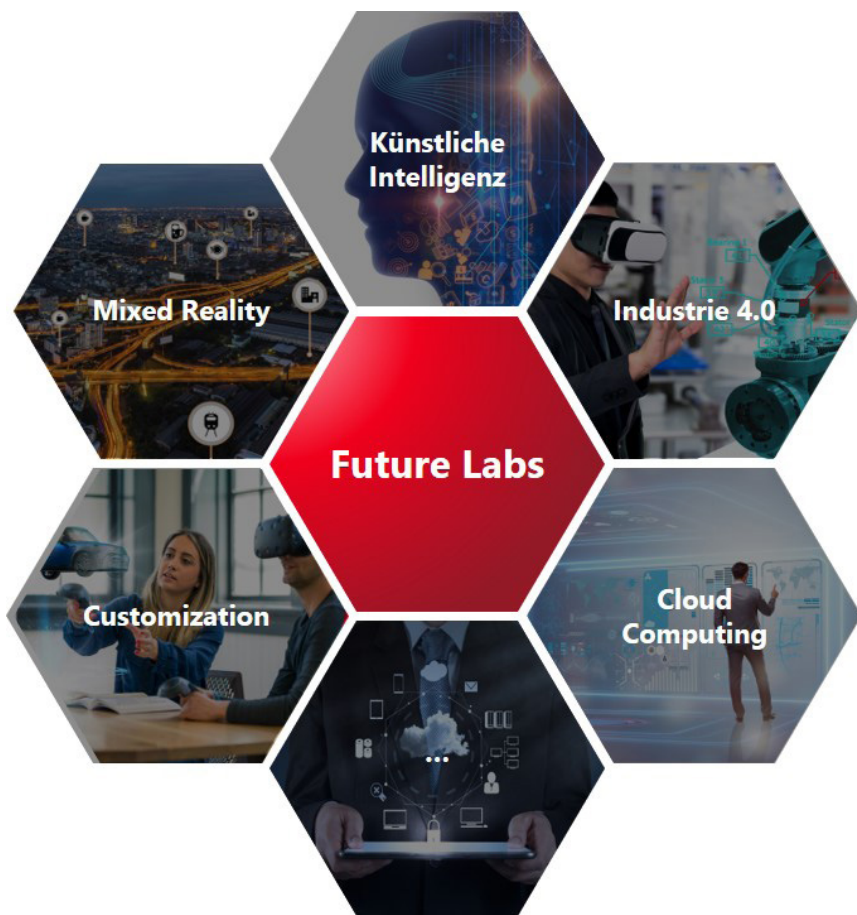 Künstliche
Intelligenz
Mixed Reality
Industrie 4.0
Future Labs
Customization
Cloud
Computing
...